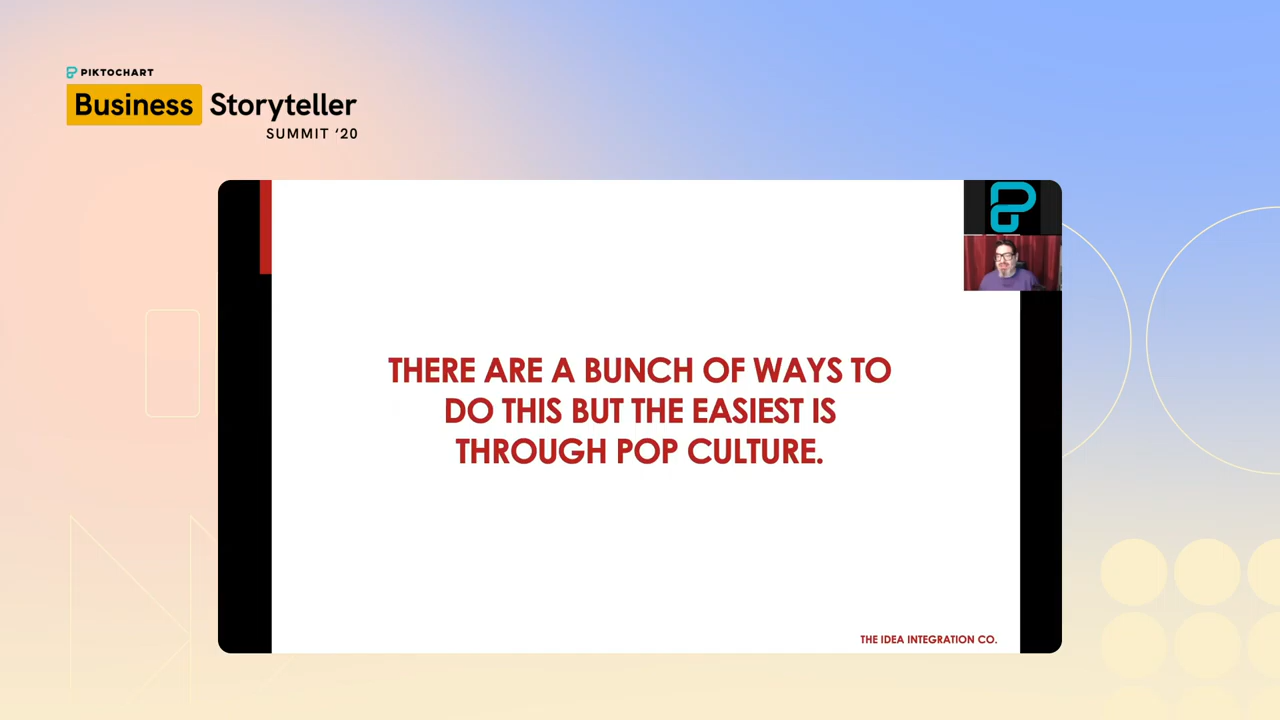 PIKTOCHART
Business Storyteller
SUMMIT ‘20
THERE ARE A BUNCH OF WAYS TO
DO THIS BUT THE EASIEST IS
THROUGH POP CULTURE.
THE IDEA INTEGRATION CO.